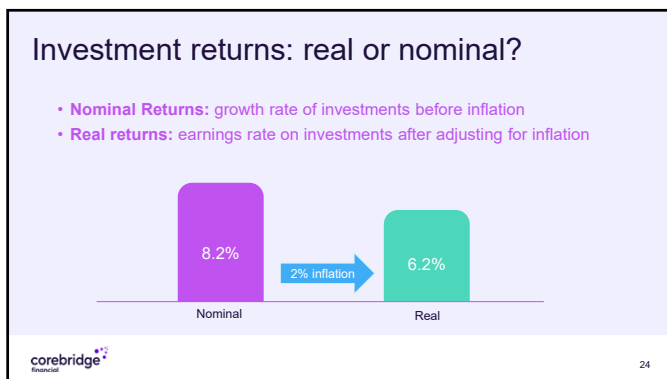 Investment returns: real or nominal?
• Nominal Returns: growth rate of investments before inflation
• Real returns: earnings rate on investments after adjusting for inflation
8.2%
2% inflation
6.2%
Nominal
Real
corebridge
financial
24